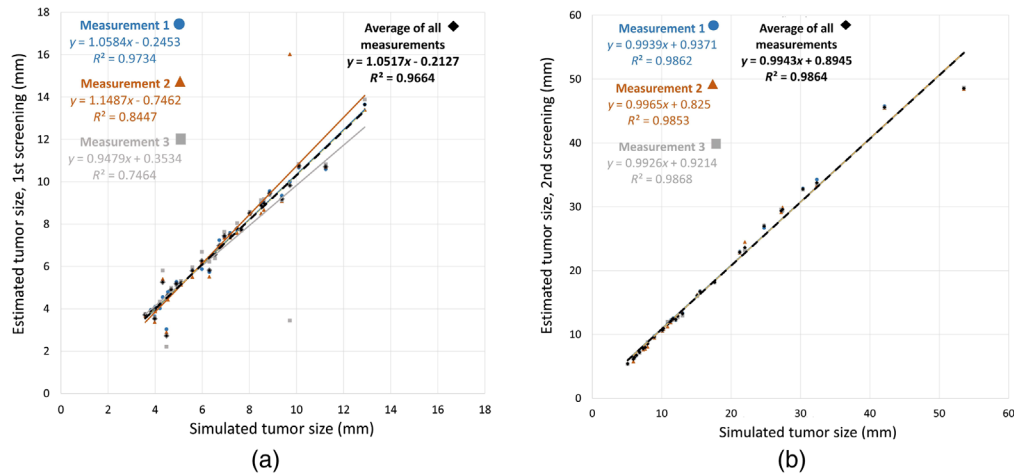 Measurement 1
y = 1.0584x - 0.2453
R² = 0.9734
Measurement 2
y = 1.1487x - 0.7462
R² = 0.8447
Measurement 3
y = 0.9479x + 0.3534
R² = 0.7464
Average of all
measurements
y = 1.0517x - 0.2127
R² = 0.9664
Estimated tumor size, 1st screening (mm)
18
16
14
12
10
8
6
4
2
0
0 2 4 6 8 10 12 14 16 18
Simulated tumor size (mm)
(a)
Measurement 1
y = 0.9939x + 0.9371
R² = 0.9862
Measurement 2
y = 0.9965x + 0.825
R² = 0.9853
Measurement 3
y = 0.9926x + 0.9214
R² = 0.9868
Average of all
measurements
y = 0.9943x + 0.8945
R² = 0.9864
Estimated tumor size, 2nd screening (mm)
60
50
40
30
20
10
0
0 10 20 30 40 50 60
Simulated tumor size (mm)
(b)